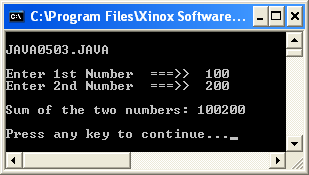 C:\Program Files\Xinox Software...
JAVA0503.JAVA
Enter 1st Number ===>> 100
Enter 2nd Number ===>> 200
Sum of the two numbers: 100200
Press any key to continue..._